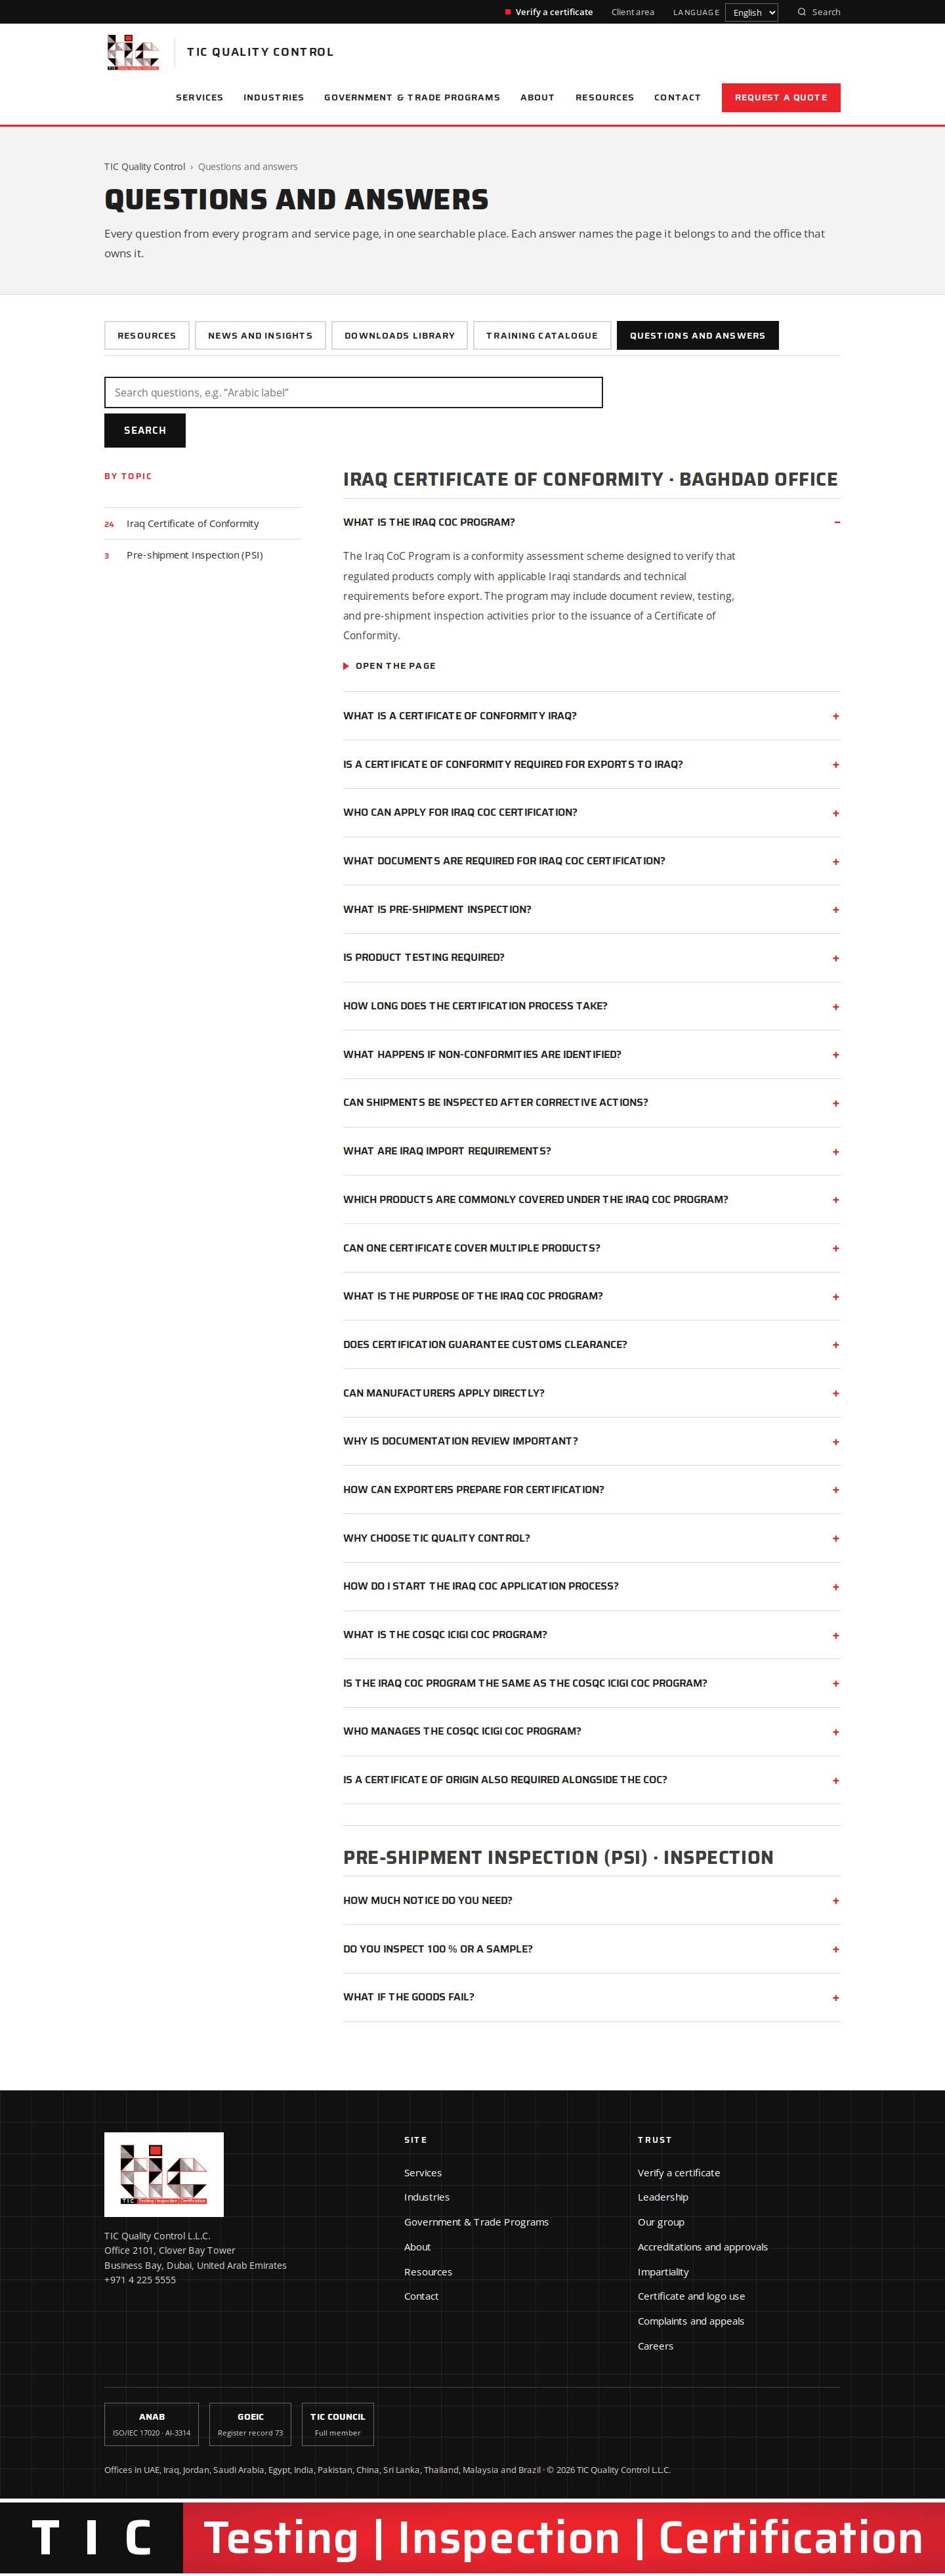 Verify a certificate Client area LANGUAGE English Search
tic
TIC Testing | Inspection | Certification
TIC QUALITY CONTROL
SERVICES INDUSTRIES GOVERNMENT & TRADE PROGRAMS ABOUT RESOURCES CONTACT REQUEST A QUOTE
TIC Quality Control › Questions and answers
QUESTIONS AND ANSWERS
Every question from every program and service page, in one searchable place. Each answer names the page it belongs to and the office that
owns it.
RESOURCES NEWS AND INSIGHTS DOWNLOADS LIBRARY TRAINING CATALOGUE QUESTIONS AND ANSWERS
Search questions, e.g. “Arabic label”
SEARCH
BY TOPIC
24 Iraq Certificate of Conformity
3 Pre-shipment Inspection (PSI)
IRAQ CERTIFICATE OF CONFORMITY · BAGHDAD OFFICE
WHAT IS THE IRAQ COC PROGRAM? −
The Iraq CoC Program is a conformity assessment scheme designed to verify that
regulated products comply with applicable Iraqi standards and technical
requirements before export. The program may include document review, testing,
and pre-shipment inspection activities prior to the issuance of a Certificate of
Conformity.
OPEN THE PAGE
WHAT IS A CERTIFICATE OF CONFORMITY IRAQ? +
IS A CERTIFICATE OF CONFORMITY REQUIRED FOR EXPORTS TO IRAQ? +
WHO CAN APPLY FOR IRAQ COC CERTIFICATION? +
WHAT DOCUMENTS ARE REQUIRED FOR IRAQ COC CERTIFICATION? +
WHAT IS PRE-SHIPMENT INSPECTION? +
IS PRODUCT TESTING REQUIRED? +
HOW LONG DOES THE CERTIFICATION PROCESS TAKE? +
WHAT HAPPENS IF NON-CONFORMITIES ARE IDENTIFIED? +
CAN SHIPMENTS BE INSPECTED AFTER CORRECTIVE ACTIONS? +
WHAT ARE IRAQ IMPORT REQUIREMENTS? +
WHICH PRODUCTS ARE COMMONLY COVERED UNDER THE IRAQ COC PROGRAM? +
CAN ONE CERTIFICATE COVER MULTIPLE PRODUCTS? +
WHAT IS THE PURPOSE OF THE IRAQ COC PROGRAM? +
DOES CERTIFICATION GUARANTEE CUSTOMS CLEARANCE? +
CAN MANUFACTURERS APPLY DIRECTLY? +
WHY IS DOCUMENTATION REVIEW IMPORTANT? +
HOW CAN EXPORTERS PREPARE FOR CERTIFICATION? +
WHY CHOOSE TIC QUALITY CONTROL? +
HOW DO I START THE IRAQ COC APPLICATION PROCESS? +
WHAT IS THE COSQC ICIGI COC PROGRAM? +
IS THE IRAQ COC PROGRAM THE SAME AS THE COSQC ICIGI COC PROGRAM? +
WHO MANAGES THE COSQC ICIGI COC PROGRAM? +
IS A CERTIFICATE OF ORIGIN ALSO REQUIRED ALONGSIDE THE COC? +
PRE-SHIPMENT INSPECTION (PSI) · INSPECTION
HOW MUCH NOTICE DO YOU NEED? +
DO YOU INSPECT 100 % OR A SAMPLE? +
WHAT IF THE GOODS FAIL? +
tic
TIC Testing | Inspection | Certification
TIC Quality Control L.L.C.
Office 2101, Clover Bay Tower
Business Bay, Dubai, United Arab Emirates
+971 4 225 5555
SITE
Services
Industries
Government & Trade Programs
About
Resources
Contact
TRUST
Verify a certificate
Leadership
Our group
Accreditations and approvals
Impartiality
Certificate and logo use
Complaints and appeals
Careers
ANAB GOEIC TIC COUNCIL
ISO/IEC 17020 · AI-3314 Register record 73 Full member
Offices in UAE, Iraq, Jordan, Saudi Arabia, Egypt, India, Pakistan, China, Sri Lanka, Thailand, Malaysia and Brazil · © 2026 TIC Quality Control L.L.C.
TIC Testing | Inspection | Certification